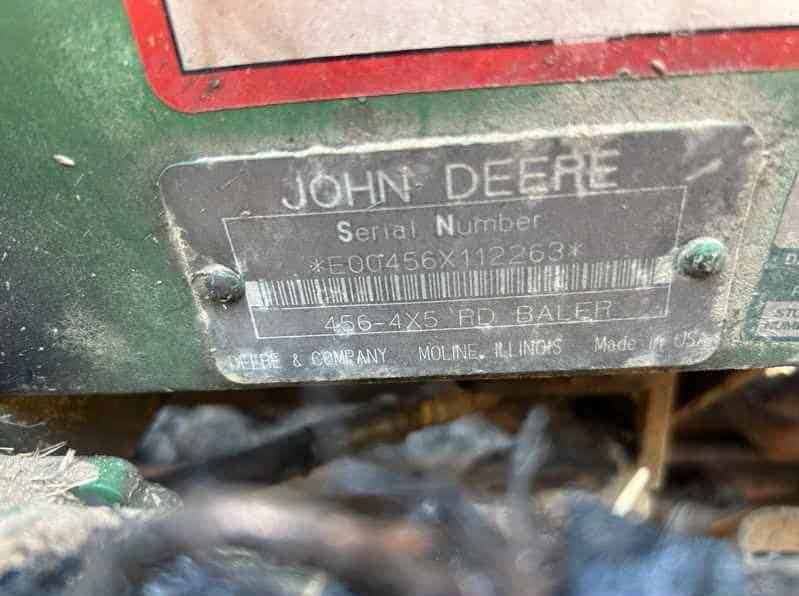 JOHN DEERE
Serial Number
*E00456X112263*
456-4X5 RD BALER
DEERE & COMPANY MOLINE, ILLINOIS Made in USA